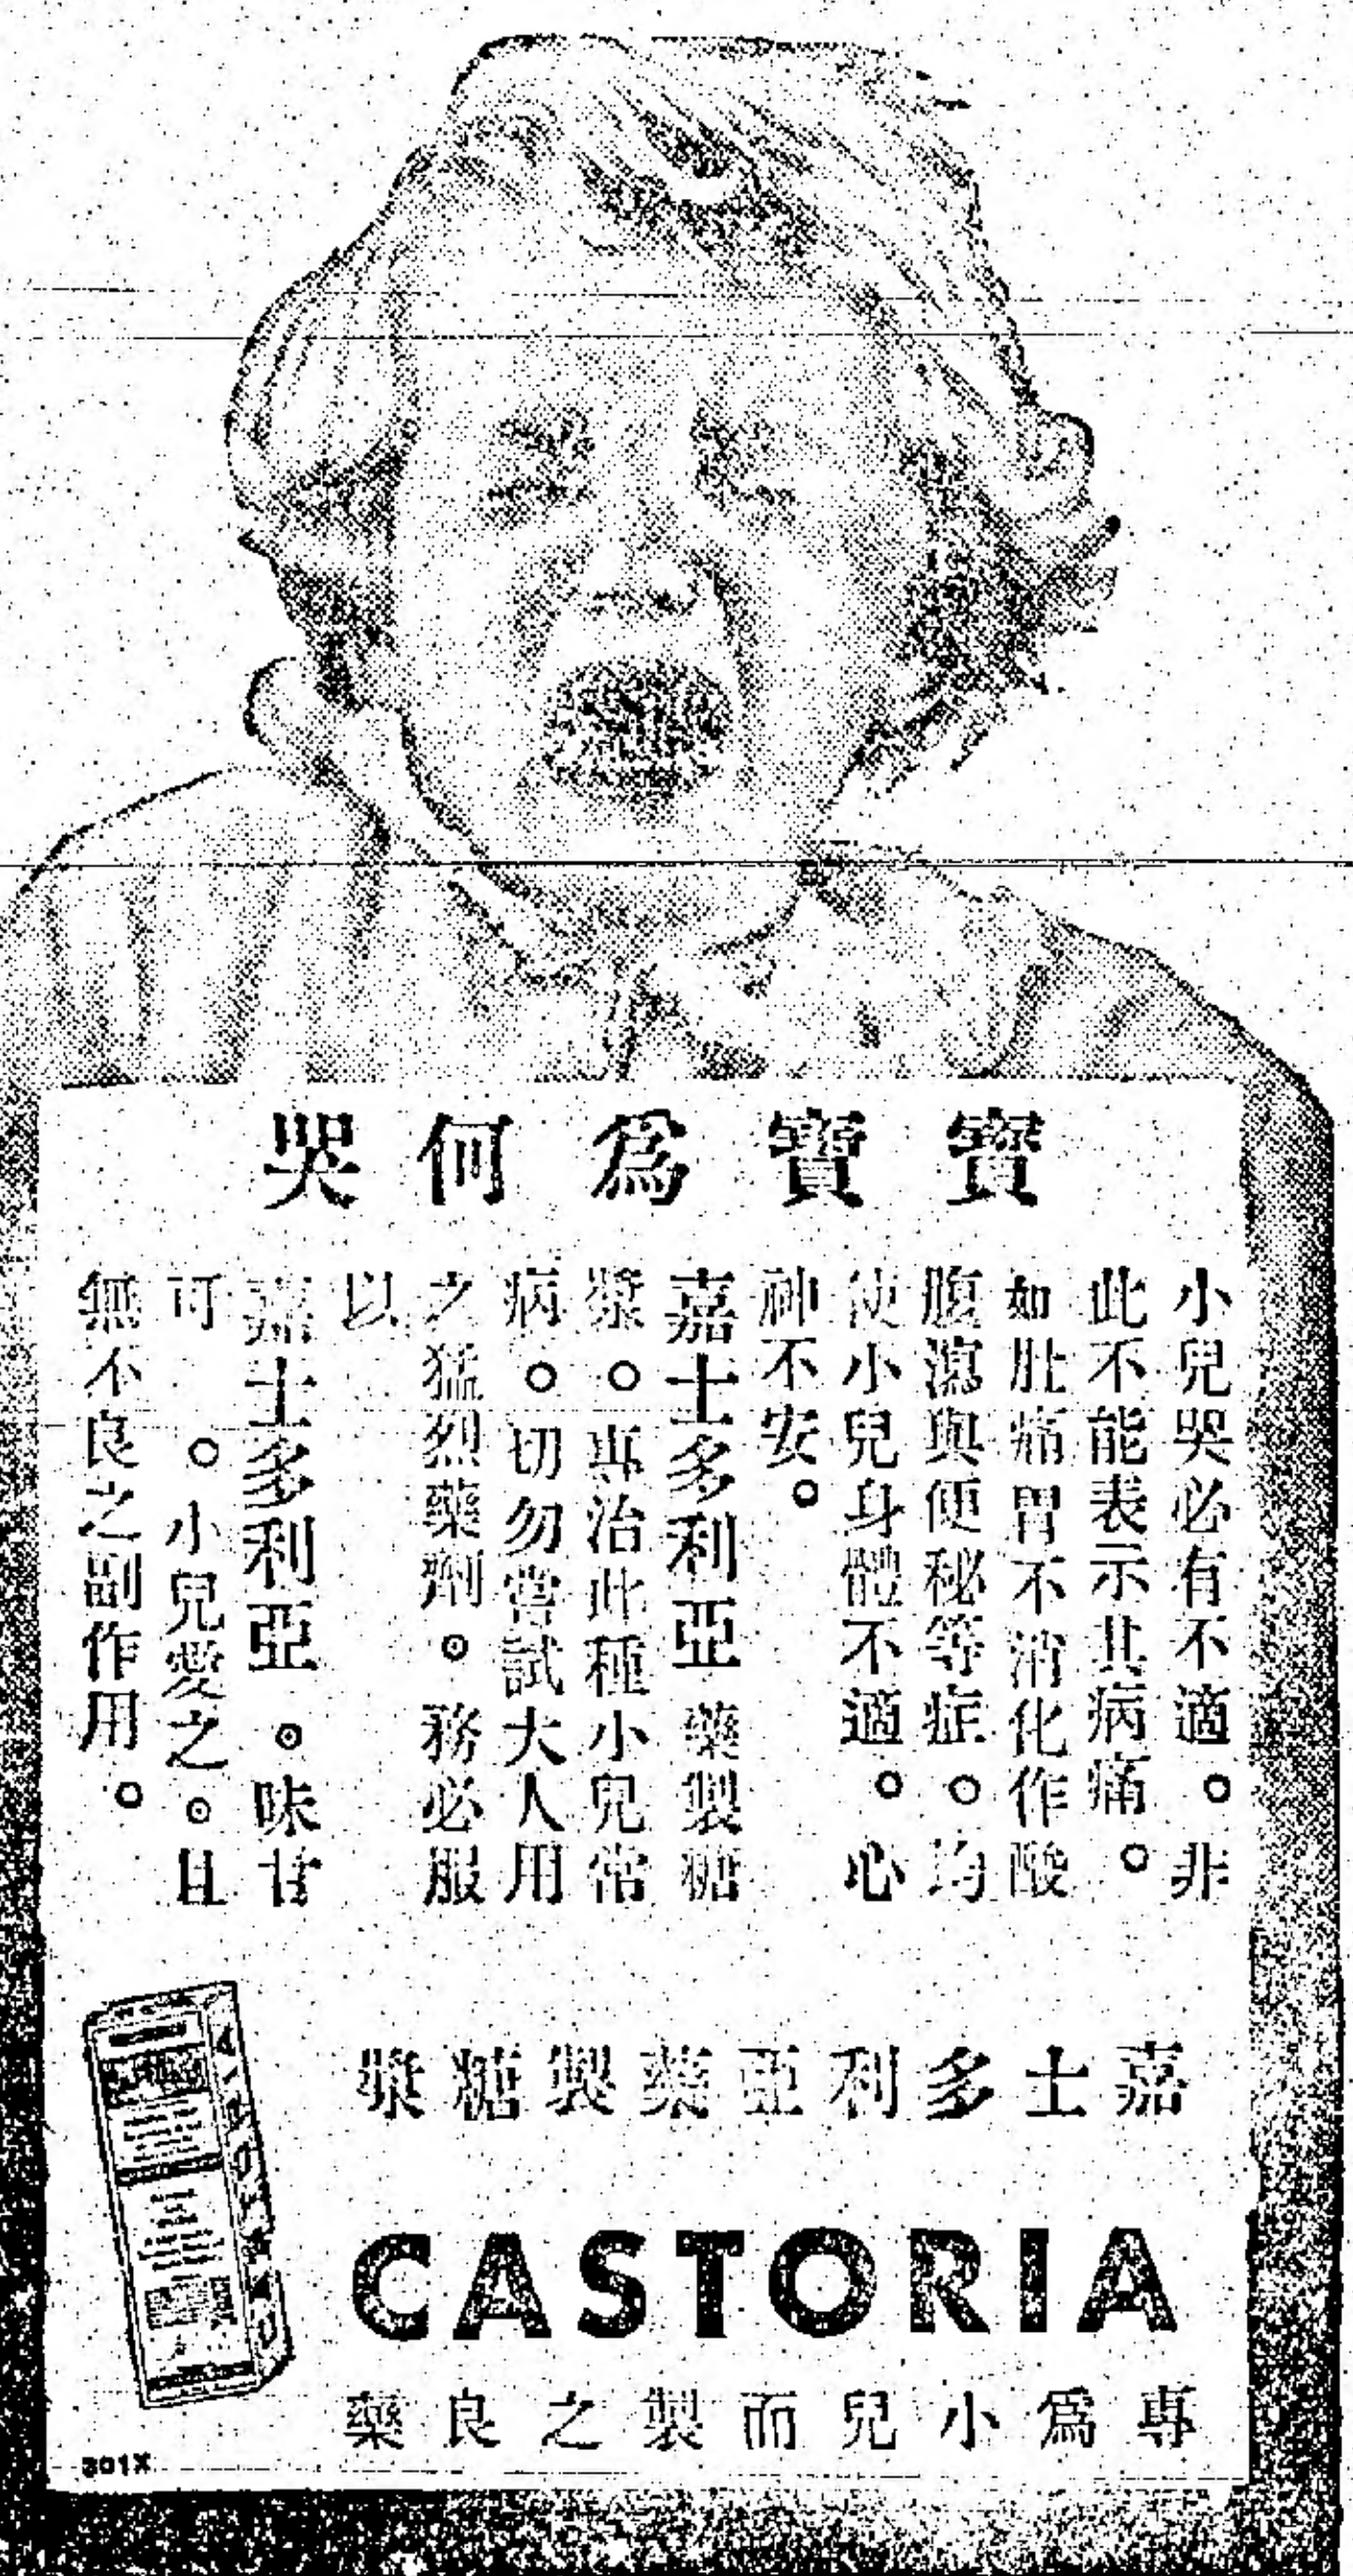 寶寶爲何哭
小兒哭必有不適。非
此不能表示其病痛。
如肚痛胃不消化作酸
腹瀉與便秘等症。均
使小兒身體不適。心
神不安。
嘉士多利亞 藥製糖
漿。專治此種小兒常
病。切勿嘗試大人用
之猛烈藥劑。務必服
以
嘉士多利亞。味甘
可 。小兒愛之。且
無不良之副作用。
嘉士多利亞藥製糖漿
CASTORIA
專爲小兒而製之良藥
301X